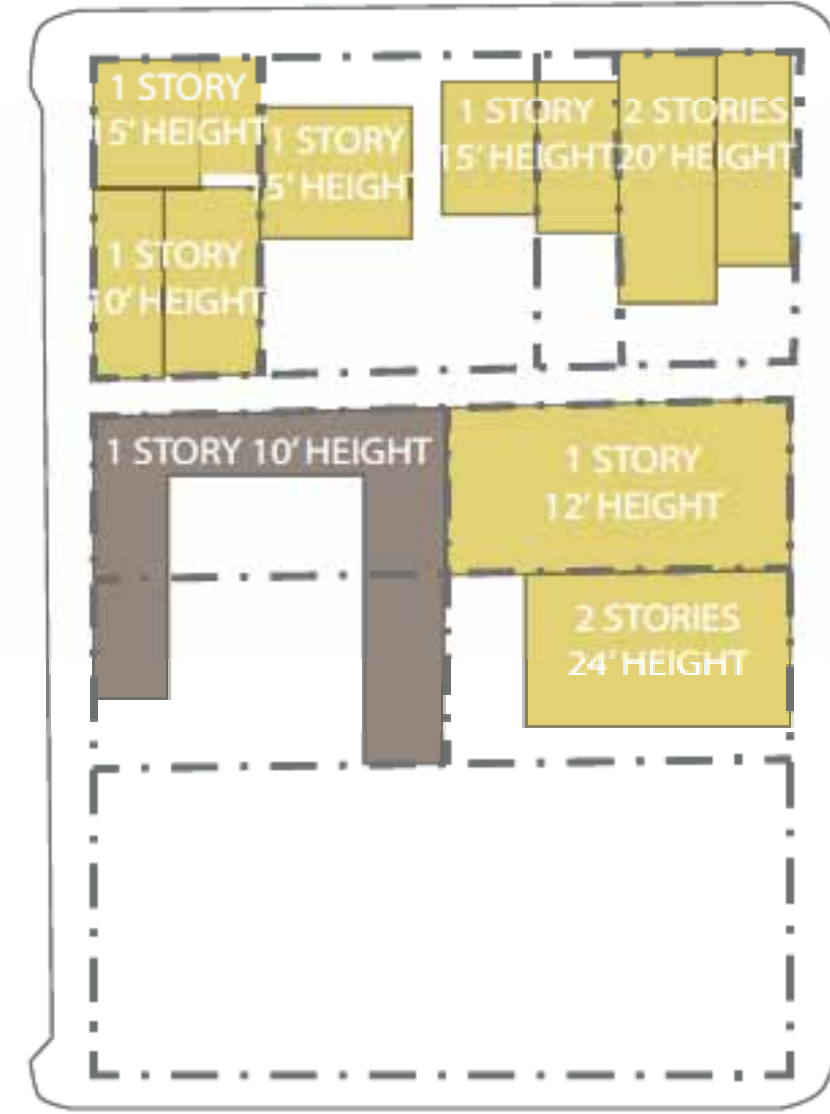 1 STORY
15' HEIGHT
1 STORY
5' HEIGHT
1 STORY
15' HEIGHT
2 STORIES
20' HEIGHT
1 STORY
10' HEIGHT
1 STORY 10' HEIGHT
1 STORY
12' HEIGHT
2 STORIES
24' HEIGHT